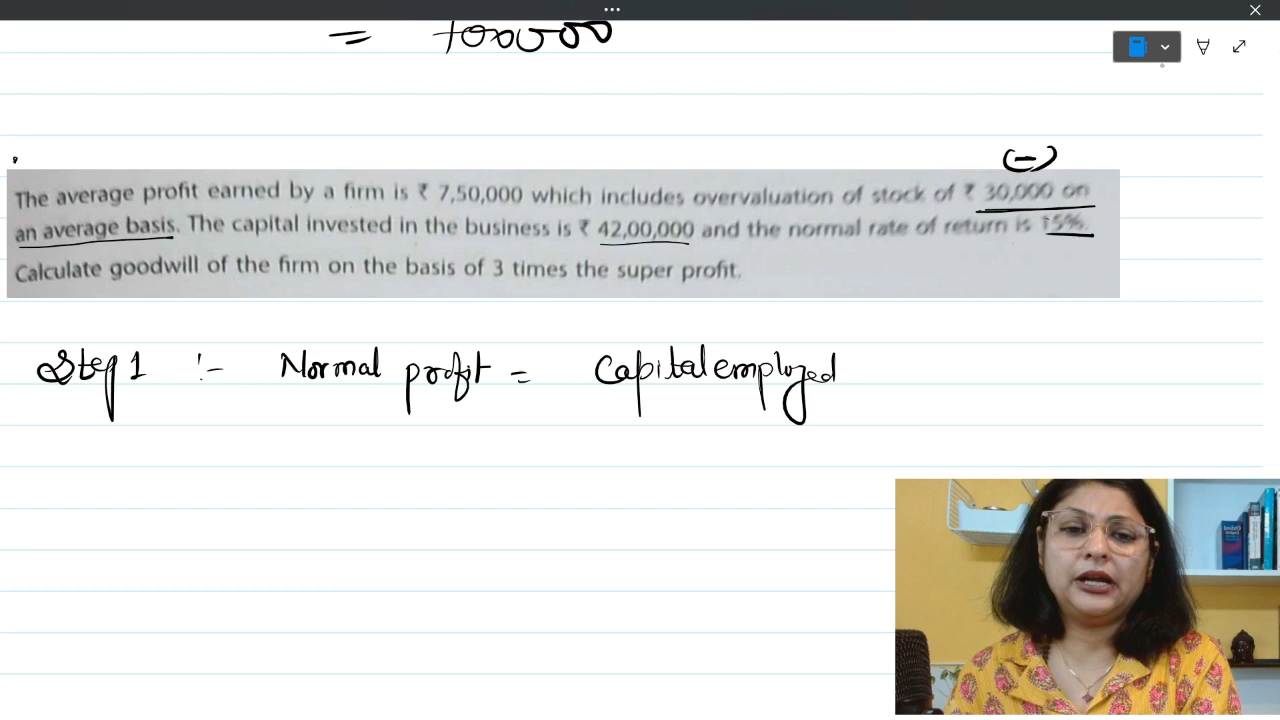 =
The average profit earned by a firm is ₹ 7,50,000 which includes overvaluation of stock of ₹ 30,000 on
an average basis. The capital invested in the business is ₹ 42,00,000 and the normal rate of return is 15%.
Calculate goodwill of the firm on the basis of 3 times the super profit.
(-)
Step 1 :- Normal profit = Capital employed